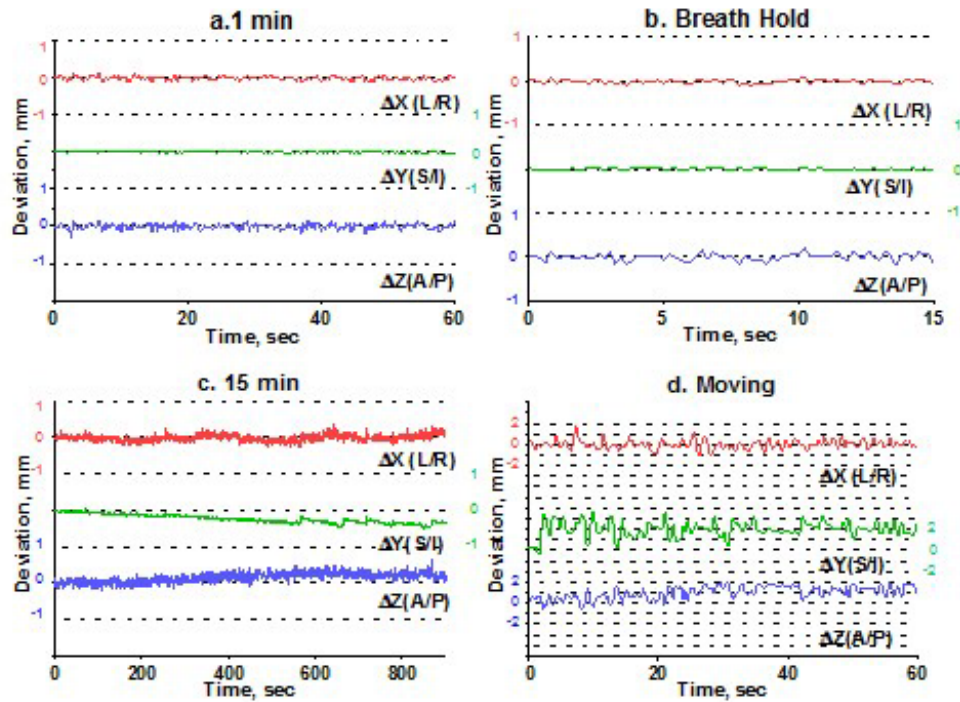 a.1 min
1
0
-1
1
0
-1
1
0
-1
Deviation, mm
ΔX (L/R)
ΔY(S/I)
ΔZ(A/P)
0 20 40 60
Time, sec
b. Breath Hold
1
0
-1
1
0
-1
1
0
-1
Deviation, mm
ΔX (L/R)
ΔY(S/I)
ΔZ(A/P)
0 5 10 15
Time, sec
c. 15 min
1
0
-1
1
0
-1
1
0
-1
Deviation, mm
ΔX (L/R)
ΔY (S/I)
ΔZ(A/P)
0 200 400 600 800
Time, sec
d. Moving
2
0
-2
2
0
-2
2
0
-2
Deviation, mm
ΔX (L/R)
ΔY(S/I)
ΔZ(A/P)
0 20 40 60
Time, sec